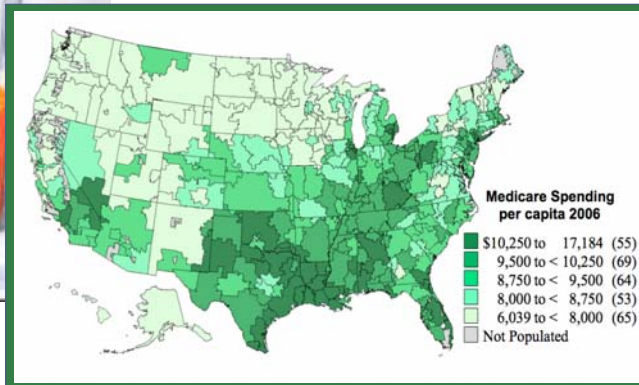 Medicare Spending
per capita 2006
$10,250 to 17,184 (55)
9,500 to < 10,250 (69)
8,750 to < 9,500 (64)
8,000 to < 8,750 (53)
6,039 to < 8,000 (65)
Not Populated